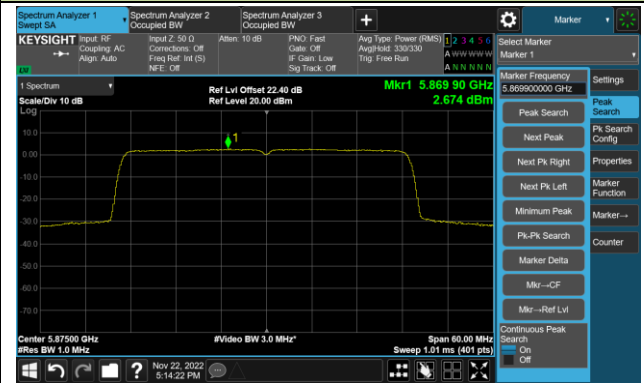 Spectrum Analyzer 1
Swept SA
Spectrum Analyzer 2
Occupied BW
Spectrum Analyzer 3
Occupied BW
Marker
KEYSIGHT
Input: RF
Coupling: AC
Align: Auto
Input Z: 50 Ω
Corrections: Off
Freq Ref: Int (S)
NFE: Off
Atten: 10 dB
PNO: Fast
Gate: Off
IF Gain: Low
Sig Track: Off
Avg Type: Power (RMS)
Avg|Hold: 330/330
Trig: Free Run
1 2 3 4 5 6
A W W W W W
A N N N N N
Select Marker
Marker 1
Marker Frequency
5.869900000 GHz
Settings
1 Spectrum
Scale/Div 10 dB
Log
Ref Lvl Offset 22.40 dB
Ref Level 20.00 dBm
Mkr1 5.869 90 GHz
2.674 dBm
Peak Search
Next Peak
Next Pk Right
Next Pk Left
Minimum Peak
Pk-Pk Search
Marker Delta
Mkr→CF
Mkr→Ref Lvl
Continuous Peak
Search
On
Off
Peak
Search
Pk Search
Config
Properties
Marker
Function
Marker→
Counter
1
10.0
0.00
-10.0
-20.0
-30.0
-40.0
-50.0
-60.0
-70.0
Center 5.87500 GHz
#Res BW 1.0 MHz
#Video BW 3.0 MHz*
Span 60.00 MHz
Sweep 1.01 ms (401 pts)
Nov 22, 2022
5:14:22 PM